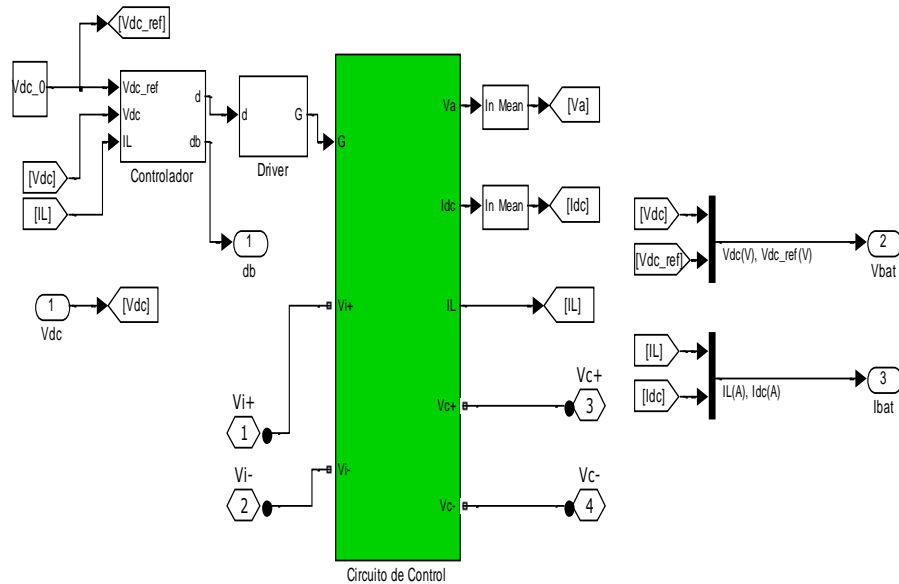 [Vdc_ref]
Vdc_0
Vdc_ref
Vdc
IL
d
db
Controlador
d
G
Driver
[Vdc]
[IL]
1
db
1
Vdc
[Vdc]
G
Va
In Mean
[Va]
Idc
In Mean
[Idc]
IL
[IL]
Vi+
Vi-
Vc+
Vc-
Vi+
1
Vi-
2
Vc+
3
Vc-
4
Circuito de Control
[Vdc]
[Vdc_ref]
Vdc(V), Vdc_ref(V)
2
Vbat
[IL]
[Idc]
IL(A), Idc(A)
3
Ibat